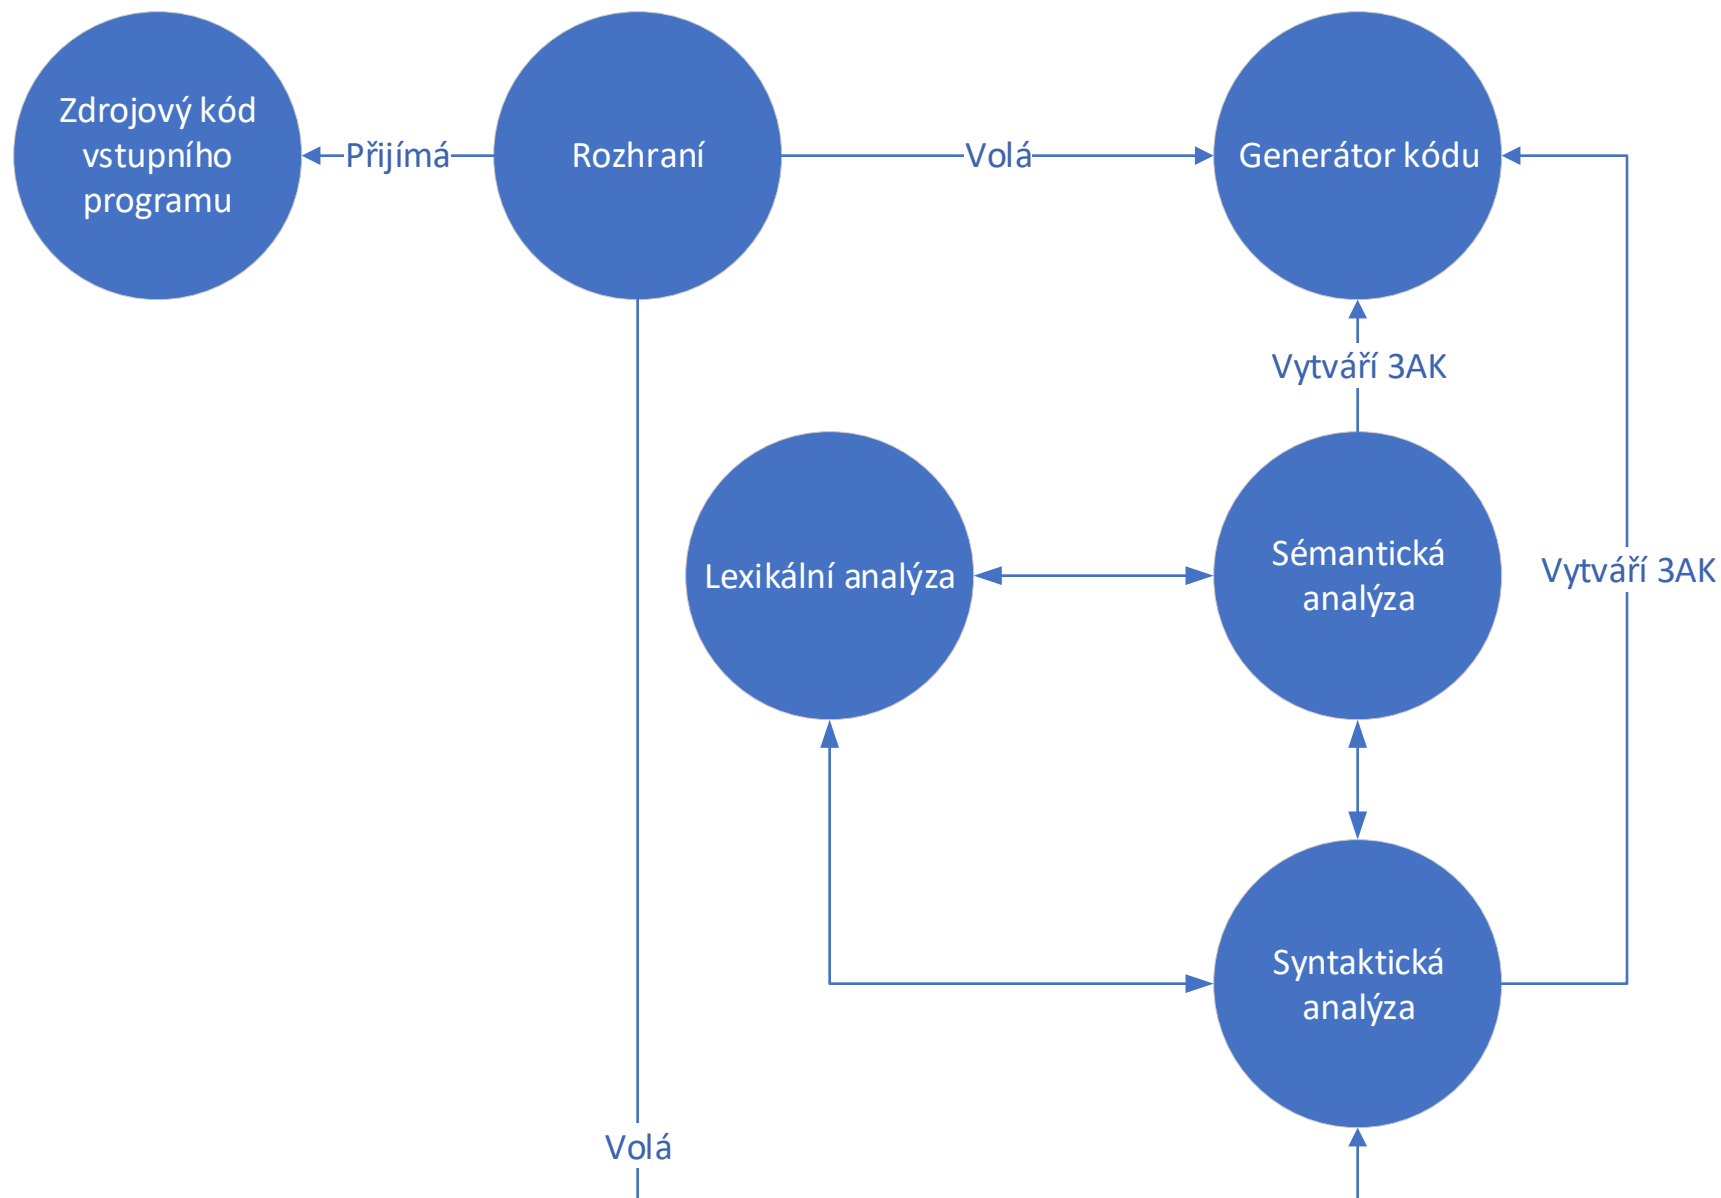 Zdrojový kód
vstupního
programu
Přijímá
Rozhraní
Volá
Generátor kódu
Vytváří 3AK
Lexikální analýza
Sémantická
analýza
Vytváří 3AK
Syntaktická
analýza
Volá